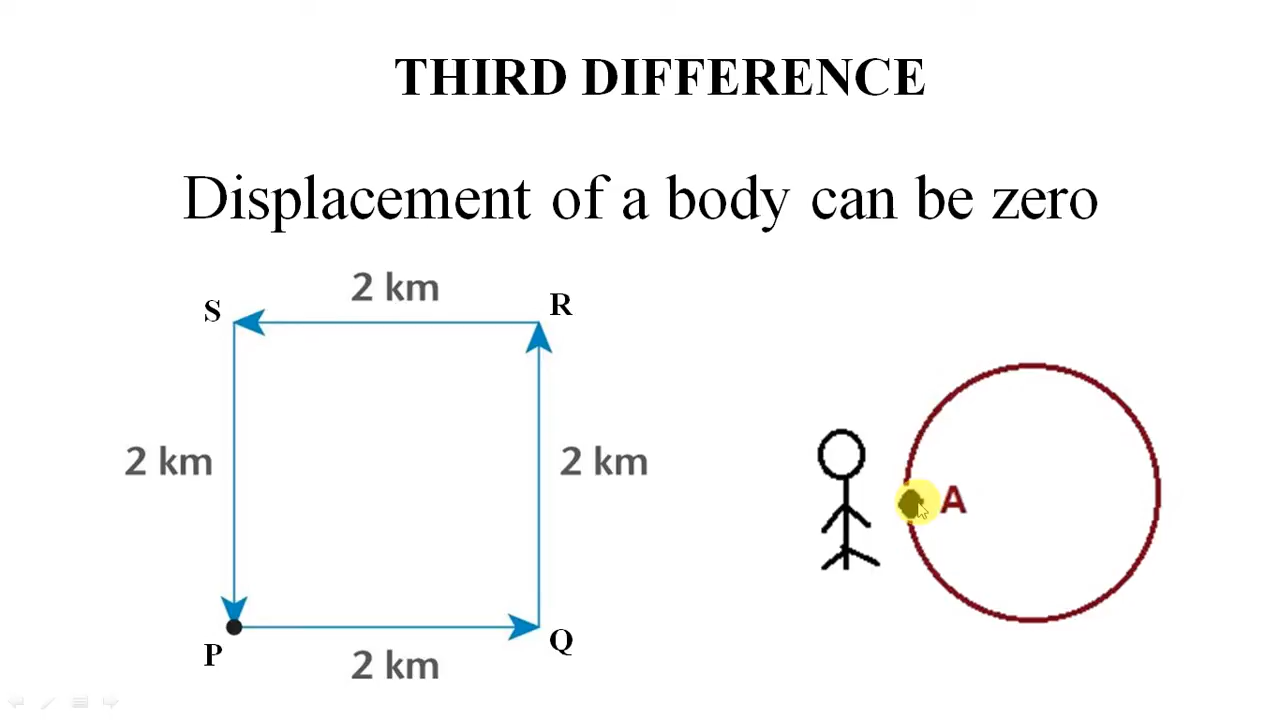 THIRD DIFFERENCE
Displacement of a body can be zero
2 km
S
R
2 km
2 km
A
P
Q
2 km